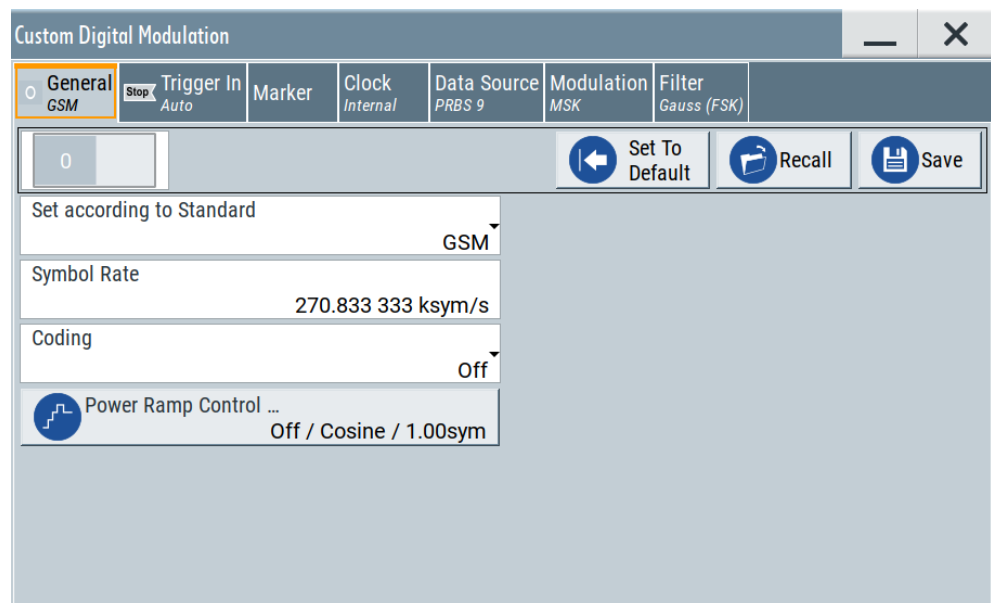 Custom Digital Modulation
0 General
GSM
Stop Trigger In
Auto
Marker
Clock
Internal
Data Source
PRBS 9
Modulation
MSK
Filter
Gauss (FSK)
0
Set To
Default
Recall
Save
Set according to Standard
GSM
Symbol Rate
270.833 333 ksym/s
Coding
Off
Power Ramp Control ...
Off / Cosine / 1.00sym